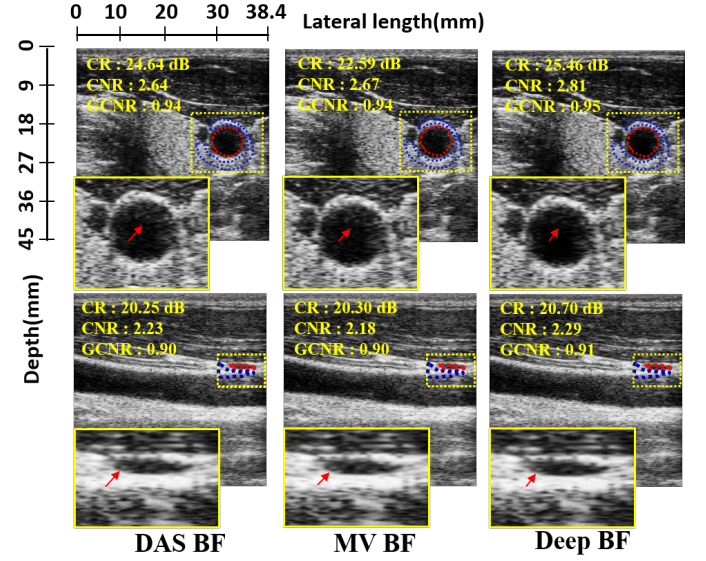 0 10 20 30 38.4 Lateral length(mm)
0
9
18
27
36
45
Depth(mm)
CR : 24.64 dB
CNR : 2.64
GCNR : 0.94
CR : 22.59 dB
CNR : 2.67
GCNR : 0.94
CR : 25.46 dB
CNR : 2.81
GCNR : 0.95
CR : 20.25 dB
CNR : 2.23
GCNR : 0.90
CR : 20.30 dB
CNR : 2.18
GCNR : 0.90
CR : 20.70 dB
CNR : 2.29
GCNR : 0.91
DAS BF
MV BF
Deep BF